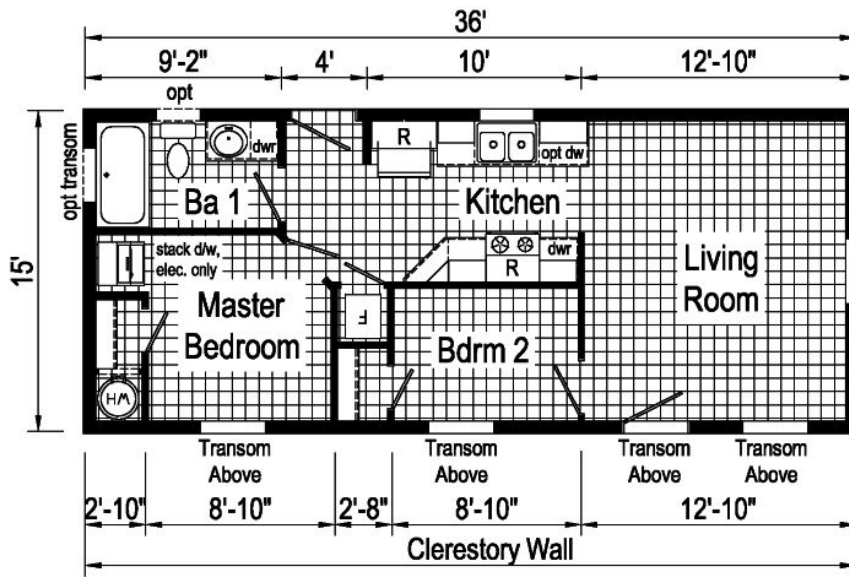 36'
9'-2"
4'
10'
12'-10"
opt
R
dwr
opt dw
opt transom
Ba 1
Kitchen
15'
stack d/w,
elec. only
dwr
R
Living
Room
Master
Bedroom
F
Bdrm 2
WH
Transom
Above
Transom
Above
Transom
Above
Transom
Above
2'-10"
8'-10"
2'-8"
8'-10"
12'-10"
Clerestory Wall